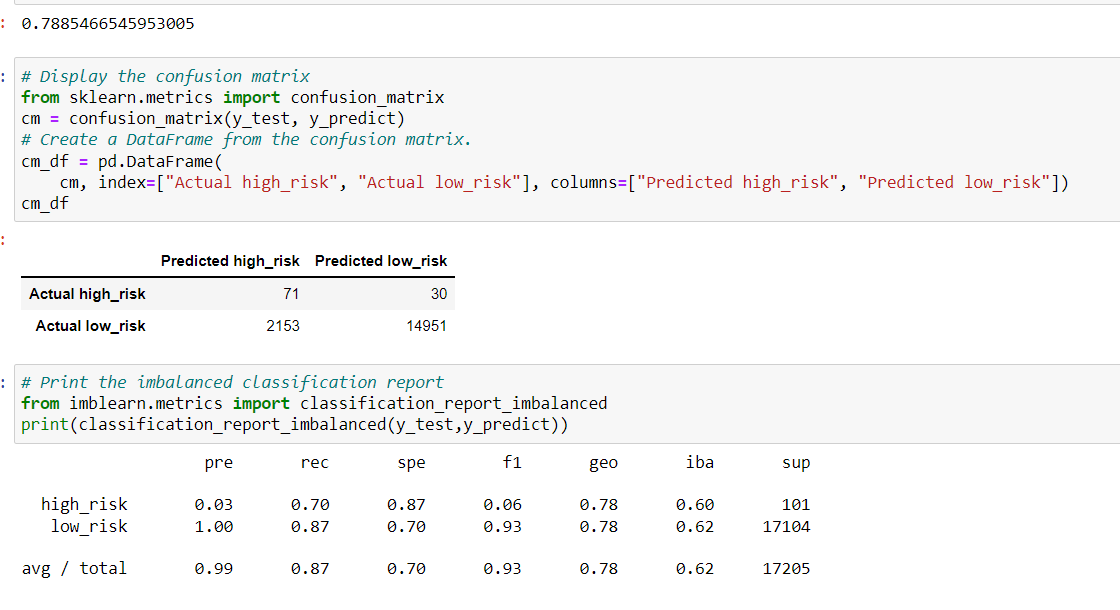 : 0.7885466545953005
: # Display the confusion matrix
from sklearn.metrics import confusion_matrix
cm = confusion_matrix(y_test, y_predict)
# Create a DataFrame from the confusion matrix.
cm_df = pd.DataFrame(
    cm, index=["Actual high_risk", "Actual low_risk"], columns=["Predicted high_risk", "Predicted low_risk"])
cm_df
:
Predicted high_risk Predicted low_risk
Actual high_risk 71 30
Actual low_risk 2153 14951
: # Print the imbalanced classification report
from imblearn.metrics import classification_report_imbalanced
print(classification_report_imbalanced(y_test,y_predict))
pre rec spe f1 geo iba sup
high_risk 0.03 0.70 0.87 0.06 0.78 0.60 101
low_risk 1.00 0.87 0.70 0.93 0.78 0.62 17104
avg / total 0.99 0.87 0.70 0.93 0.78 0.62 17205